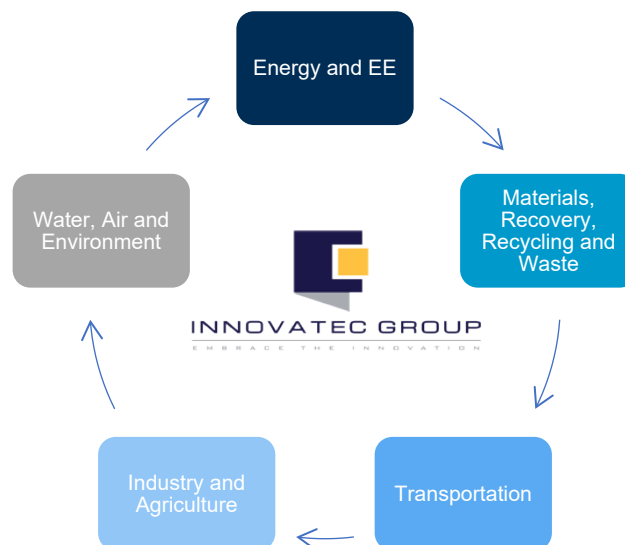 Energy and EE
Materials,
Recovery,
Recycling and
Waste
Water, Air and
Environment
INNOVATEC GROUP
EMBRACE THE INNOVATION
Industry and
Agriculture
Transportation